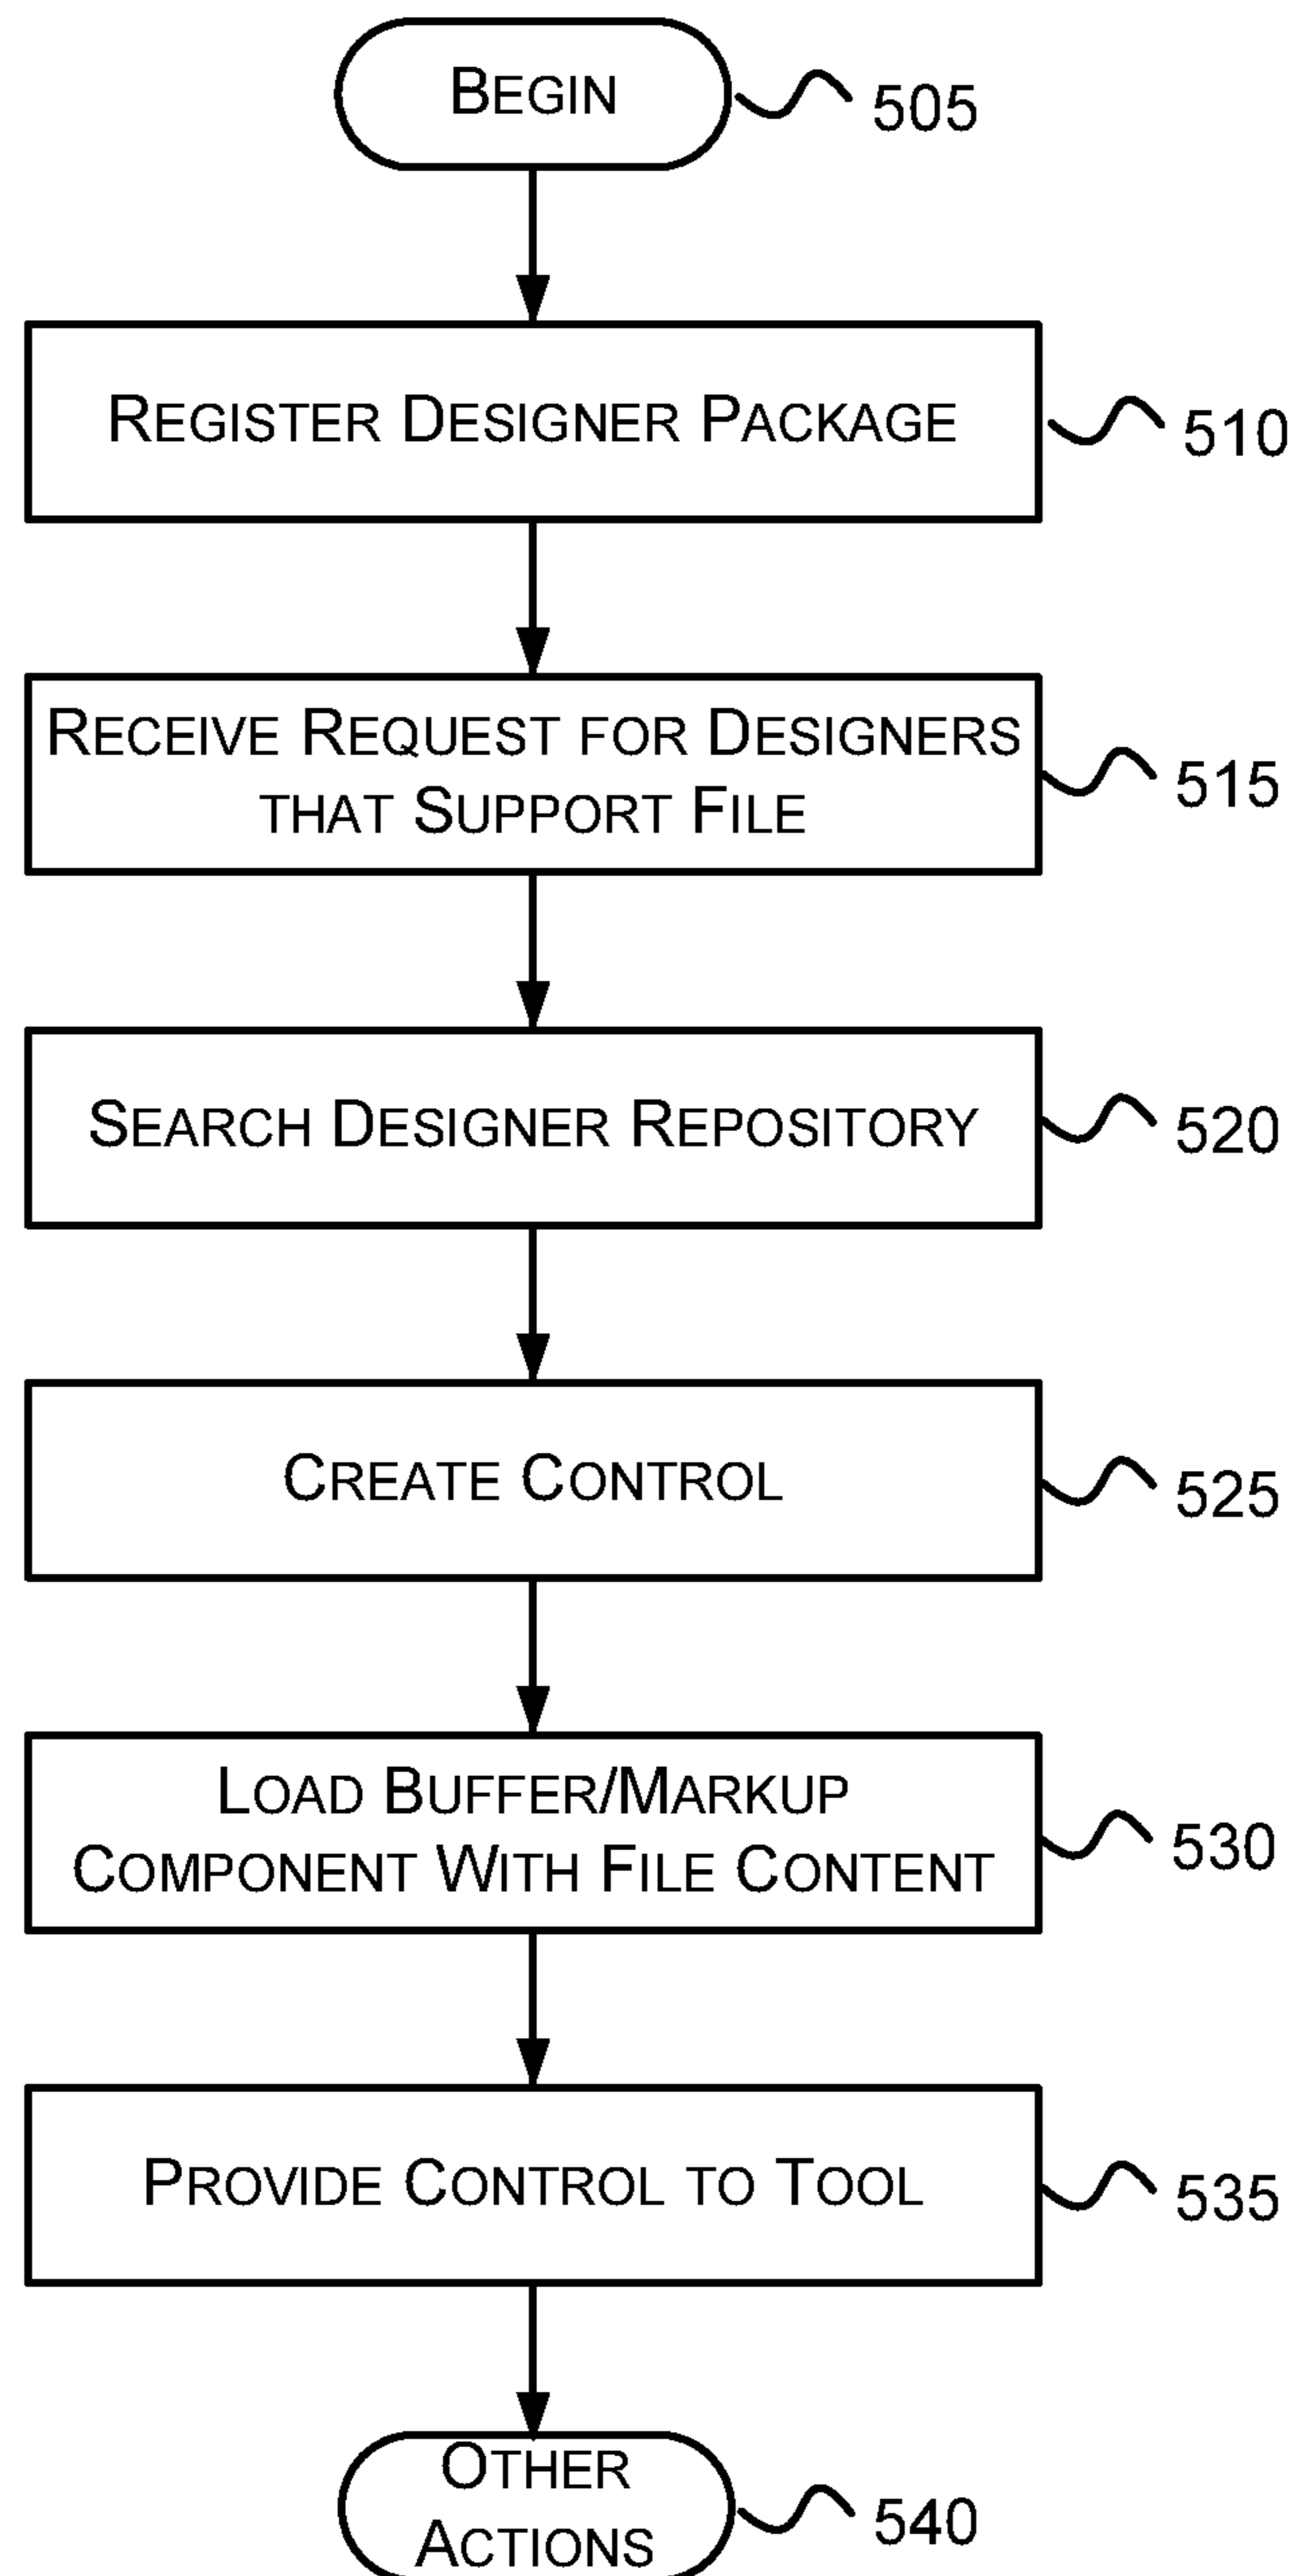 BEGIN
505
REGISTER DESIGNER PACKAGE
510
RECEIVE REQUEST FOR DESIGNERS
THAT SUPPORT FILE
515
SEARCH DESIGNER REPOSITORY
520
CREATE CONTROL
525
LOAD BUFFER/MARKUP
COMPONENT WITH FILE CONTENT
530
PROVIDE CONTROL TO TOOL
535
OTHER
ACTIONS
540